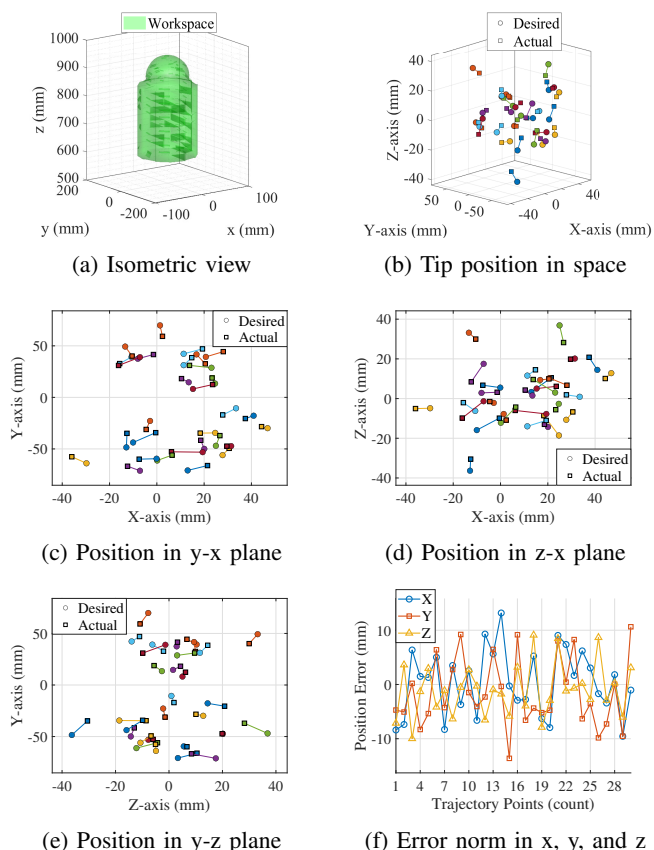 Workspace
1000
900
800
700
600
500
z (mm)
200
0
-200
y (mm)
-100
0
100
x (mm)
(a) Isometric view
Desired
Actual
40
20
0
-20
-40
Z-axis (mm)
50
0
-50
Y-axis (mm)
-40
0
40
X-axis (mm)
(b) Tip position in space
Desired
Actual
50
0
-50
Y-axis (mm)
-40 -20 0 20 40
X-axis (mm)
(c) Position in y-x plane
40
20
0
-20
-40
Z-axis (mm)
Desired
Actual
-40 -20 0 20 40
X-axis (mm)
(d) Position in z-x plane
Desired
Actual
50
0
-50
Y-axis (mm)
-40 -20 0 20 40
Z-axis (mm)
(e) Position in y-z plane
X
Y
Z
10
0
-10
Position Error (mm)
1 4 7 10 13 16 19 22 25 28
Trajectory Points (count)
(f) Error norm in x, y, and z